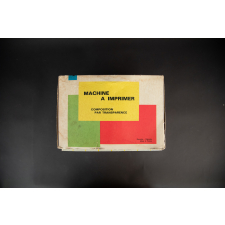 MACHINE
A IMPRIMER
COMPOSITION
PAR TRANSPARENCE